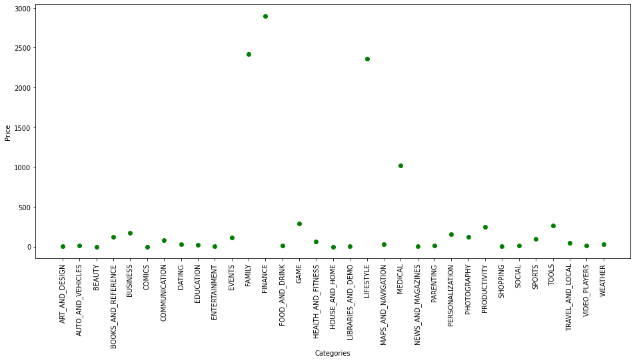 3000
2500
2000
1500
1000
500
0
Price
ART_AND_DESIGN
AUTO_AND_VEHICLES
BEAUTY
BOOKS_AND_REFERENCE
BUSINESS
COMICS
COMMUNICATION
DATING
EDUCATION
ENTERTAINMENT
EVENTS
FAMILY
FINANCE
FOOD_AND_DRINK
GAME
HEALTH_AND_FITNESS
HOUSE_AND_HOME
LIBRARIES_AND_DEMO
LIFESTYLE
MAPS_AND_NAVIGATION
MEDICAL
NEWS_AND_MAGAZINES
PARENTING
PERSONALIZATION
PHOTOGRAPHY
PRODUCTIVITY
SHOPPING
SOCIAL
SPORTS
TOOLS
TRAVEL_AND_LOCAL
VIDEO_PLAYERS
WEATHER
Categories